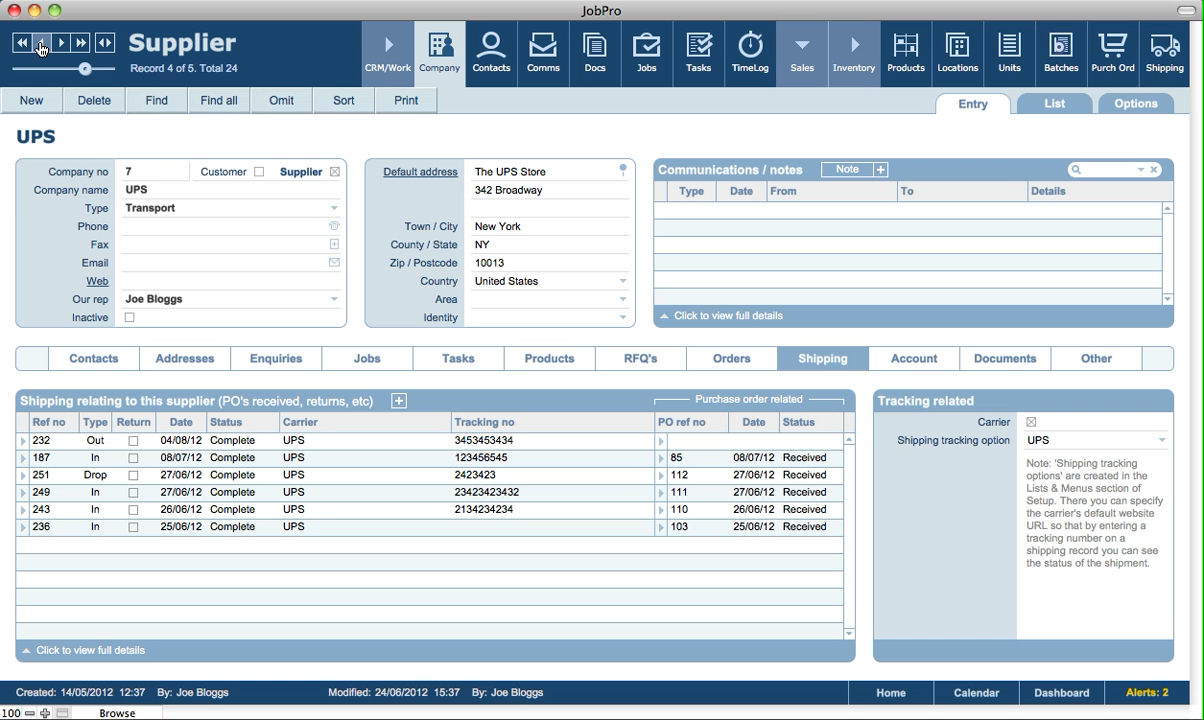 JobPro
Supplier
Record 4 of 5. Total 24
CRM/Work Company Contacts Comms Docs Jobs Tasks TimeLog Sales Inventory Products Locations Units Batches Purch Ord Shipping
New Delete Find Find all Omit Sort Print Entry List Options
UPS
Company no 7 Customer Supplier
Company name UPS
Type Transport
Phone
Fax
Email
Web
Our rep Joe Bloggs
Inactive
Default address The UPS Store
342 Broadway
Town / City New York
County / State NY
Zip / Postcode 10013
Country United States
Area
Identity
Communications / notes Note +
Type Date From To Details
Click to view full details
Contacts Addresses Enquiries Jobs Tasks Products RFQ's Orders Shipping Account Documents Other
Shipping relating to this supplier (PO's received, returns, etc) + Purchase order related
Ref no Type Return Date Status Carrier Tracking no PO ref no Date Status
232 Out 04/08/12 Complete UPS 3453453434
187 In 08/07/12 Complete UPS 123456545 85 08/07/12 Received
251 Drop 27/06/12 Complete UPS 2423423 112 27/06/12 Received
249 In 27/06/12 Complete UPS 23423423432 111 27/06/12 Received
243 In 26/06/12 Complete UPS 2134234234 110 26/06/12 Received
236 In 25/06/12 Complete UPS 103 25/06/12 Received
Click to view full details
Tracking related
Carrier
Shipping tracking option UPS
Note: 'Shipping tracking
options' are created in the
Lists & Menus section of
Setup. There you can specify
the carrier's default website
URL so that by entering a
tracking number on a
shipping record you can see
the status of the shipment.
Created: 14/05/2012 12:37 By: Joe Bloggs Modified: 24/06/2012 15:37 By: Joe Bloggs Home Calendar Dashboard Alerts: 2
100 Browse